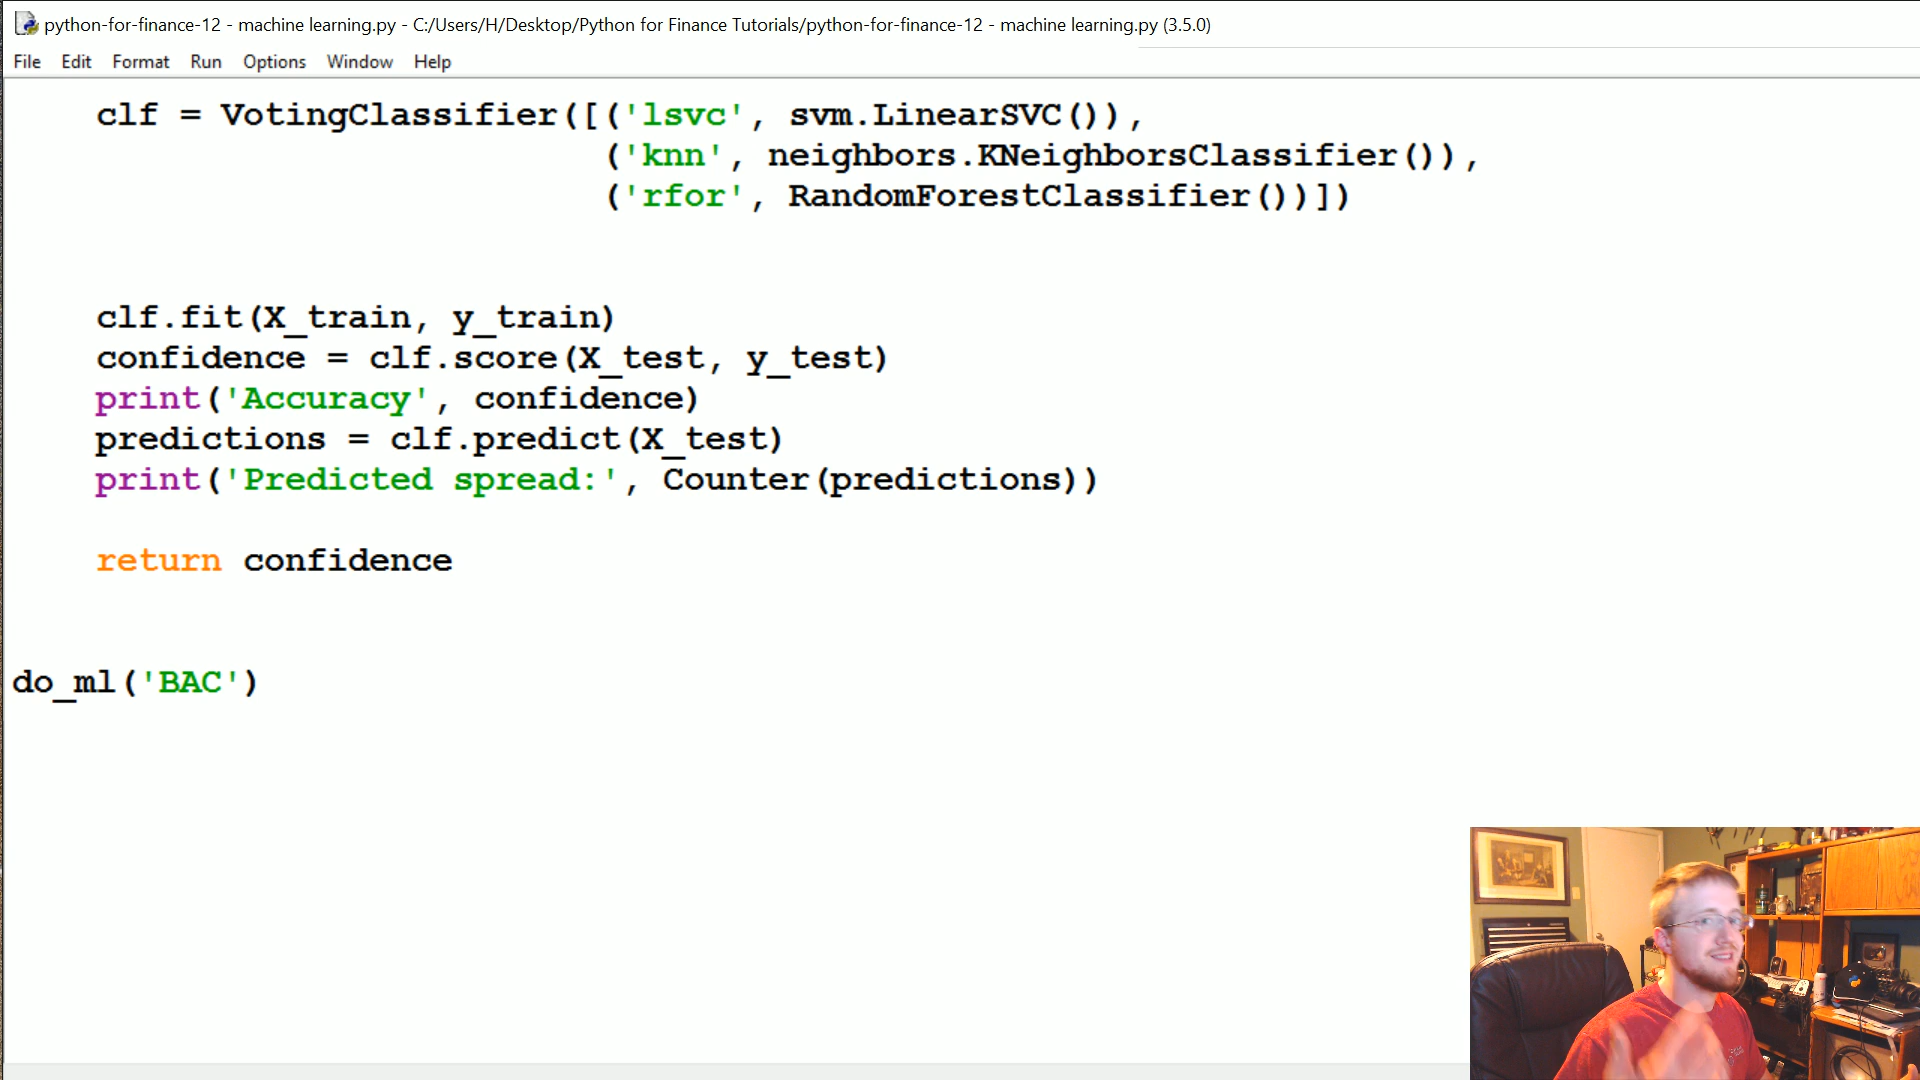 python-for-finance-12 - machine learning.py - C:/Users/H/Desktop/Python for Finance Tutorials/python-for-finance-12 - machine learning.py (3.5.0)
File Edit Format Run Options Window Help
clf = VotingClassifier([('lsvc', svm.LinearSVC()),
('knn', neighbors.KNeighborsClassifier()),
('rfor', RandomForestClassifier())])
clf.fit(X_train, y_train)
confidence = clf.score(X_test, y_test)
print('Accuracy', confidence)
predictions = clf.predict(X_test)
print('Predicted spread:', Counter(predictions))
return confidence
do_ml('BAC')